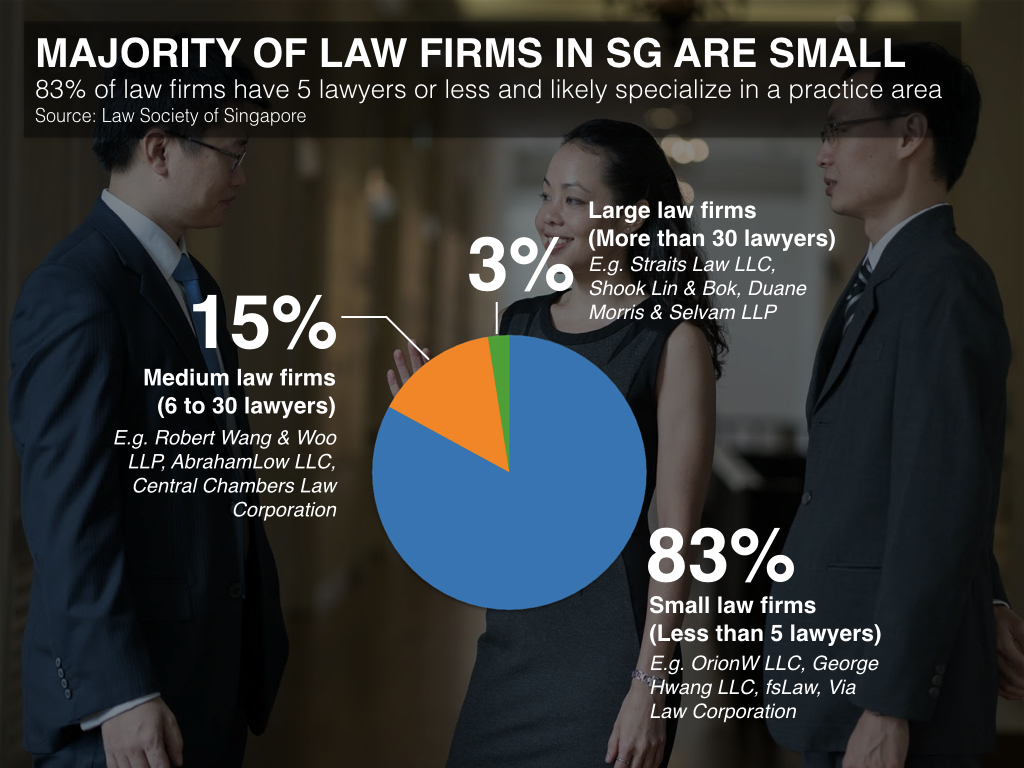 MAJORITY OF LAW FIRMS IN SG ARE SMALL
83% of law firms have 5 lawyers or less and likely specialize in a practice area
Source: Law Society of Singapore
3%
Large law firms
(More than 30 lawyers)
E.g. Straits Law LLC,
Shook Lin & Bok, Duane
Morris & Selvam LLP
15%
Medium law firms
(6 to 30 lawyers)
E.g. Robert Wang & Woo
LLP, AbrahamLow LLC,
Central Chambers Law
Corporation
83%
Small law firms
(Less than 5 lawyers)
E.g. OrionW LLC, George
Hwang LLC, fsLaw, Via
Law Corporation